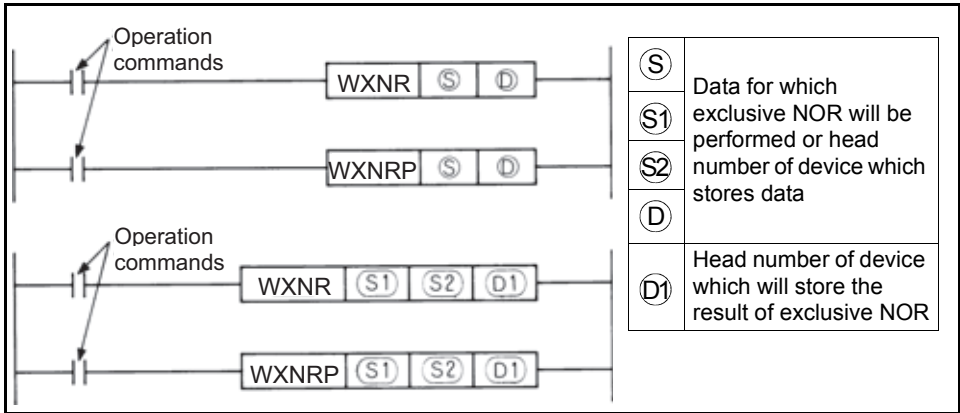 Operation
commands
WXNR Ⓢ Ⓓ
WXNRP Ⓢ Ⓓ
Operation
commands
WXNR S1 S2 D1
WXNRP S1 S2 D1
Ⓢ
S1
S2
Ⓓ
Data for which
exclusive NOR will be
performed or head
number of device which
stores data
D1
Head number of device
which will store the
result of exclusive NOR